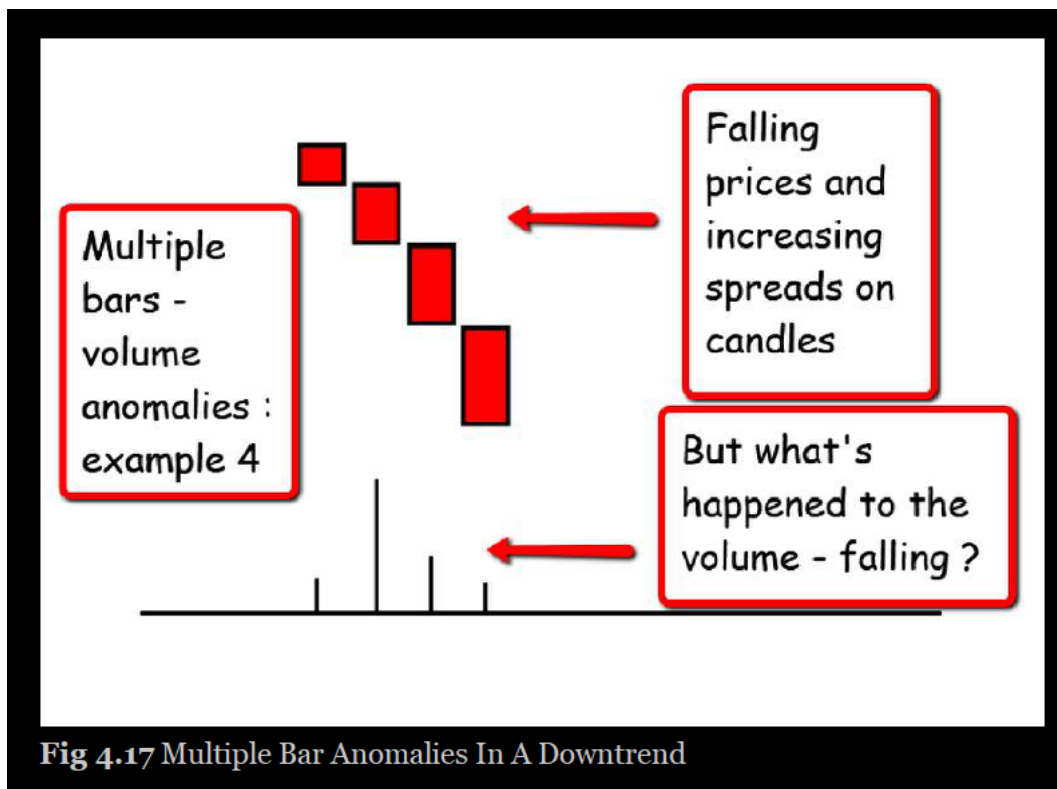 Multiple
bars -
volume
anomalies :
example 4
Falling
prices and
increasing
spreads on
candles
But what's
happened to the
volume - falling ?
Fig 4.17 Multiple Bar Anomalies In A Downtrend